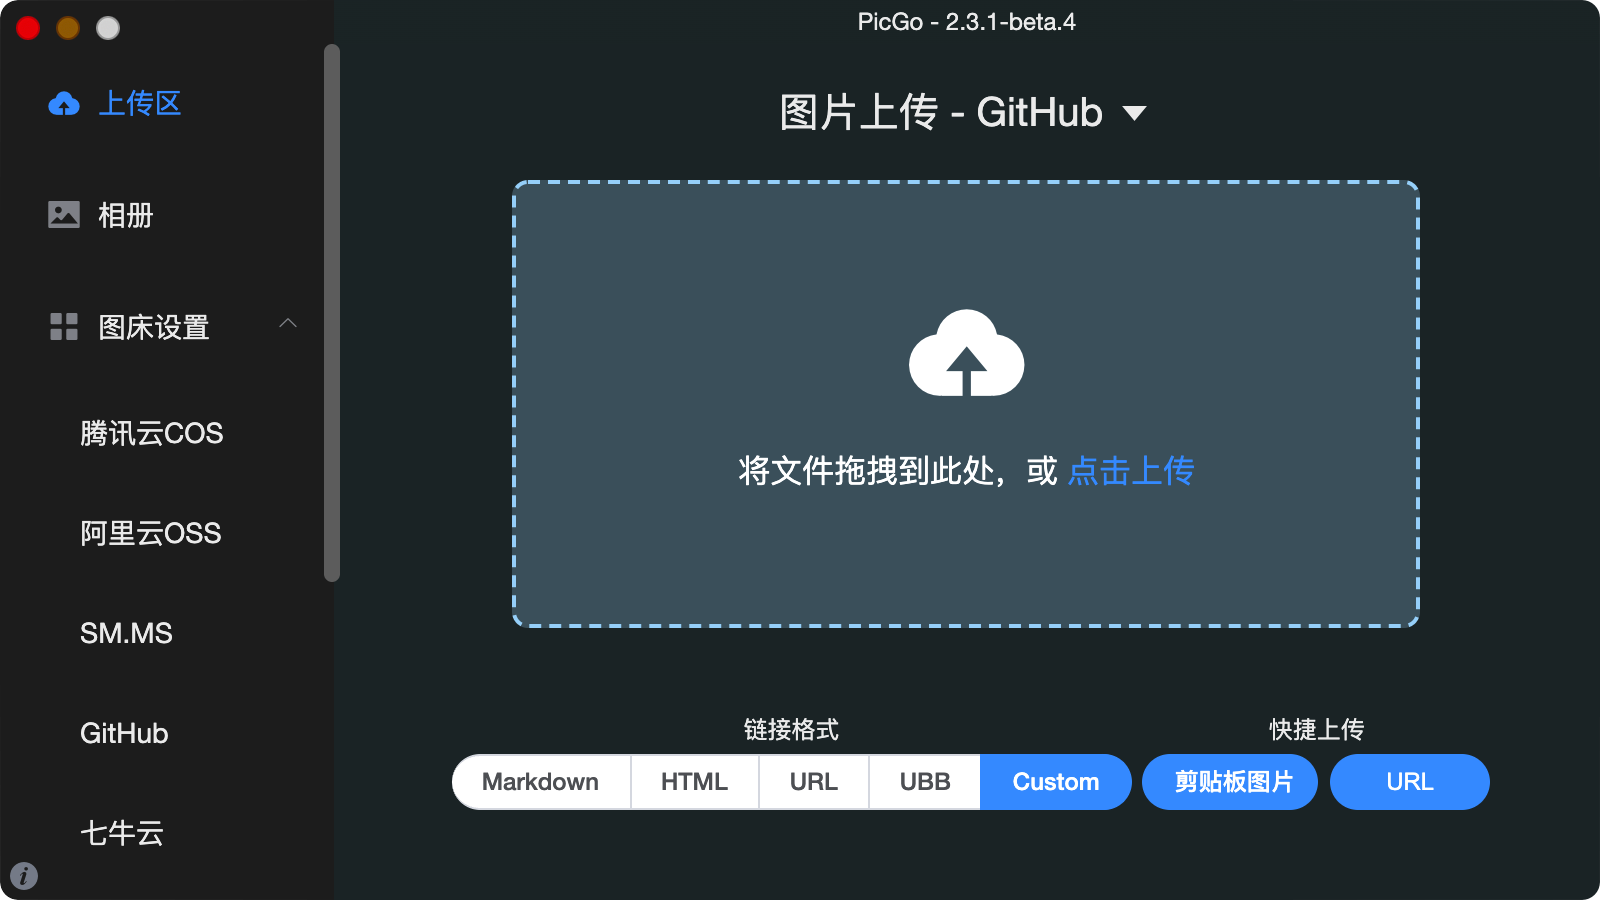 PicGo - 2.3.1-beta.4
上传区
相册
图床设置
腾讯云COS
阿里云OSS
SM.MS
GitHub
七牛云
图片上传 - GitHub
将文件拖拽到此处，或 点击上传
链接格式
Markdown HTML URL UBB Custom
快捷上传
剪贴板图片 URL